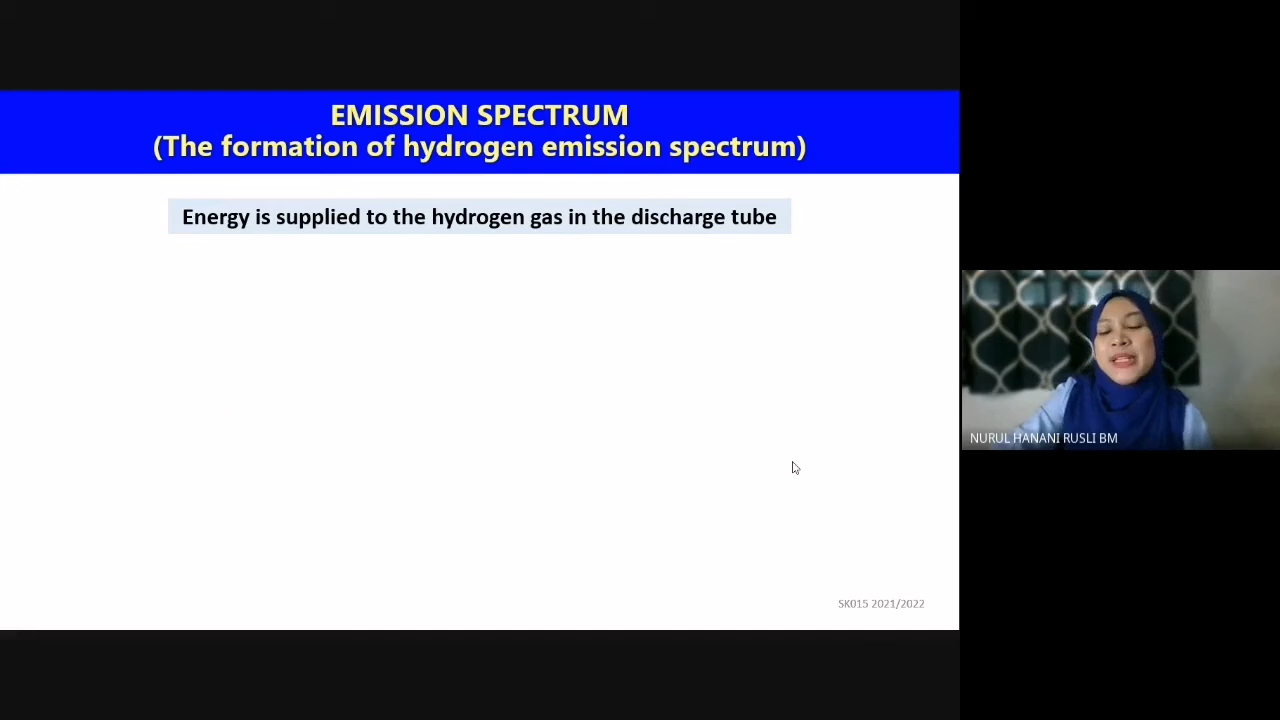 EMISSION SPECTRUM
(The formation of hydrogen emission spectrum)
Energy is supplied to the hydrogen gas in the discharge tube
NURUL HANANI RUSLI BM
SK015 2021/2022